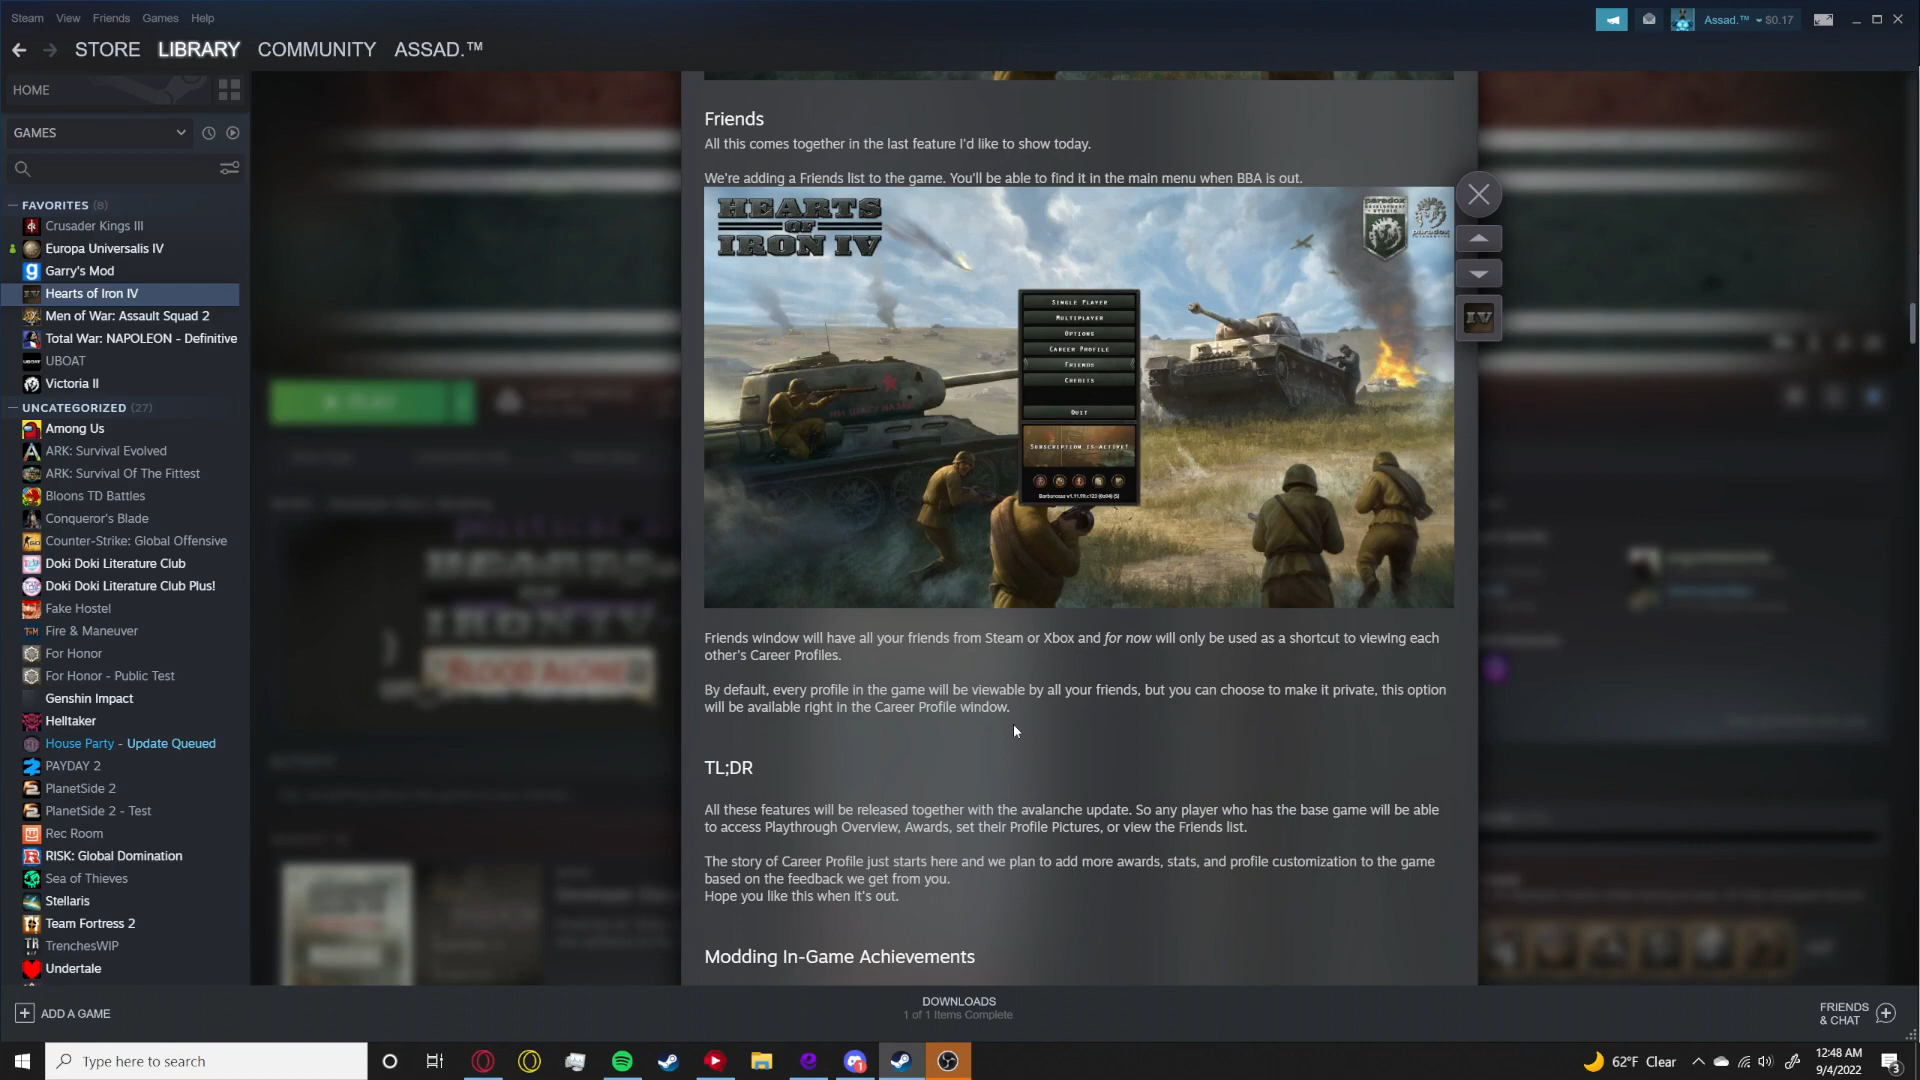 Steam View Friends Games Help
Assad.™ $0.17
STORE LIBRARY COMMUNITY ASSAD.™
HOME
GAMES
FAVORITES (8)
Crusader Kings III
Europa Universalis IV
Garry's Mod
Hearts of Iron IV
Men of War: Assault Squad 2
Total War: NAPOLEON - Definitive
UBOAT
Victoria II
UNCATEGORIZED (27)
Among Us
ARK: Survival Evolved
ARK: Survival Of The Fittest
Bloons TD Battles
Conqueror's Blade
Counter-Strike: Global Offensive
Doki Doki Literature Club
Doki Doki Literature Club Plus!
Fake Hostel
Fire & Maneuver
For Honor
For Honor - Public Test
Genshin Impact
Helltaker
House Party - Update Queued
PAYDAY 2
PlanetSide 2
PlanetSide 2 - Test
Rec Room
RISK: Global Domination
Sea of Thieves
Stellaris
Team Fortress 2
TrenchesWIP
Undertale
Friends
All this comes together in the last feature I'd like to show today.
We're adding a Friends list to the game. You'll be able to find it in the main menu when BBA is out.
HEARTS
OF
IRON IV
SINGLE PLAYER
MULTIPLAYER
OPTIONS
CAREER PROFILE
FRIENDS
CREDITS
QUIT
SUBSCRIPTION IS ACTIVE!
IV
Friends window will have all your friends from Steam or Xbox and for now will only be used as a shortcut to viewing each
other's Career Profiles.
By default, every profile in the game will be viewable by all your friends, but you can choose to make it private, this option
will be available right in the Career Profile window.
TL;DR
All these features will be released together with the avalanche update. So any player who has the base game will be able
to access Playthrough Overview, Awards, set their Profile Pictures, or view the Friends list.
The story of Career Profile just starts here and we plan to add more awards, stats, and profile customization to the game
based on the feedback we get from you.
Hope you like this when it's out.
Modding In-Game Achievements
ADD A GAME
DOWNLOADS
1 of 1 Items Complete
FRIENDS
& CHAT
Type here to search
62°F Clear
12:48 AM
9/4/2022
3